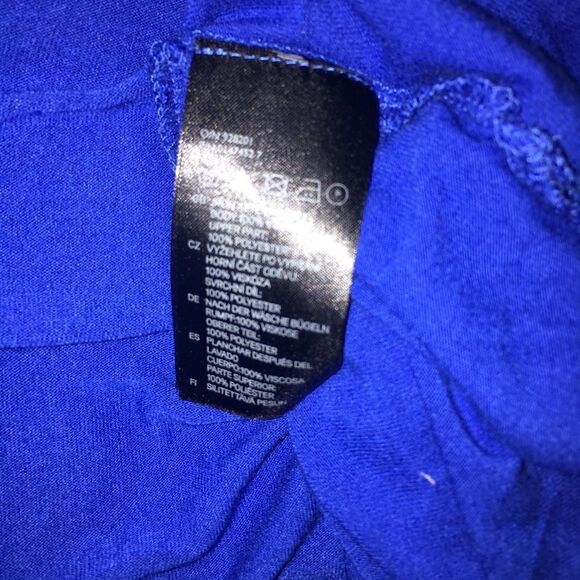 O/N 328201
GB
BODY:100%
UPPER PART:
100% POLYESTER
CZ VYŽEHLETE PO VYPRÁNÍ
HORNÍ ČÁST ODĚVU:
100% VISKÓZA
SVRCHNÍ DÍL:
100% POLYESTER
DE NACH DER WÄSCHE BÜGELN
RUMPF:100% VISKOSE
OBERER TEIL:
100% POLYESTER
ES PLANCHAR DESPUÉS DEL
LAVADO
CUERPO:100% VISCOSA
PARTE SUPERIOR:
100% POLIÉSTER
FI SILITETTÄVÄ